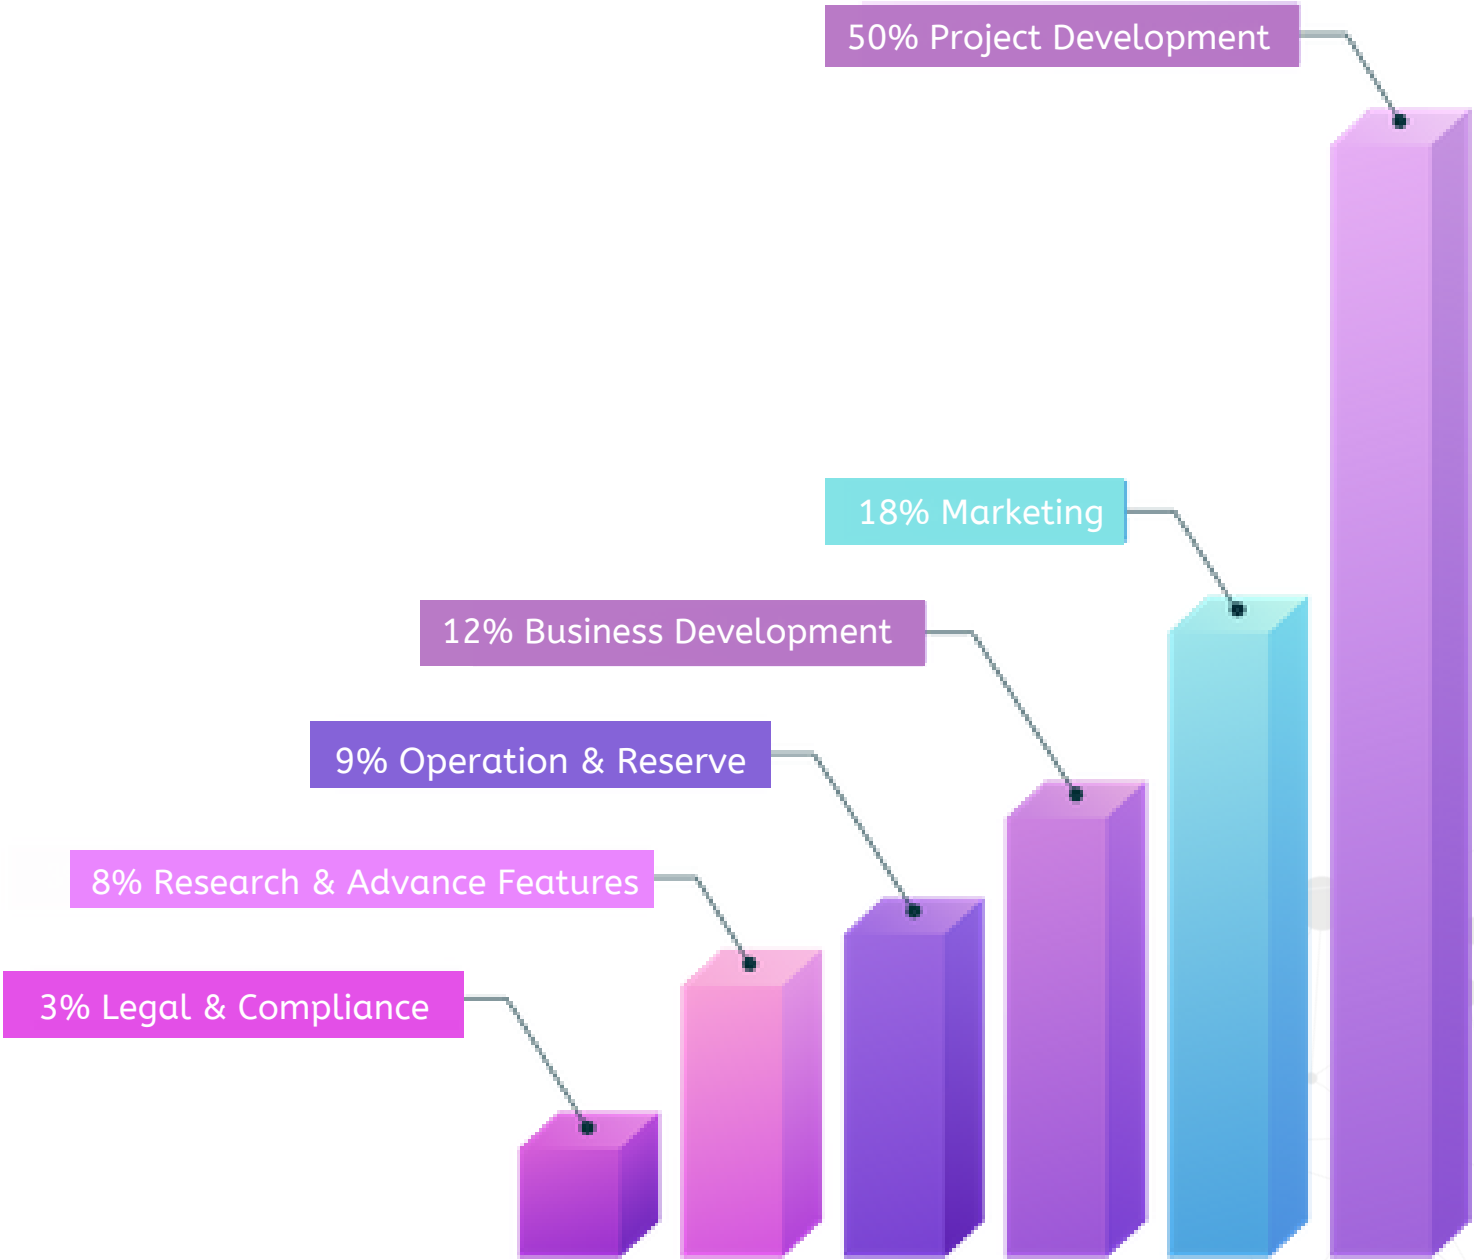 50% Project Development
18% Marketing
12% Business Development
9% Operation & Reserve
8% Research & Advance Features
3% Legal & Compliance